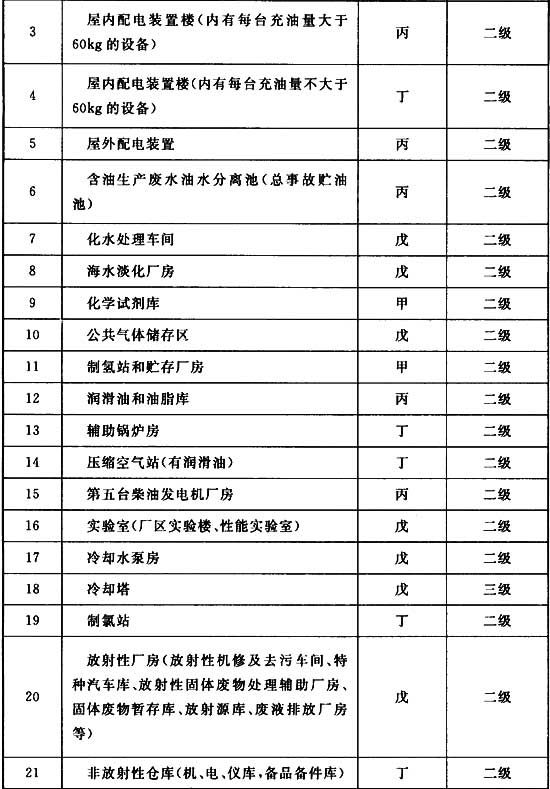 3 屋内配电装置楼(内有每台充油量大于
60kg的设备) 丙 二级
4 屋内配电装置楼(内有每台充油量不大于
60kg的设备) 丁 二级
5 屋外配电装置 丙 二级
6 含油生产废水油水分离池(总事故贮油
池) 丙 二级
7 化水处理车间 戊 二级
8 海水淡化厂房 戊 二级
9 化学试剂库 甲 二级
10 公共气体储存区 戊 二级
11 制氢站和贮存厂房 甲 二级
12 润滑油和油脂库 丙 二级
13 辅助锅炉房 丁 二级
14 压缩空气站(有润滑油) 丁 二级
15 第五台柴油发电机厂房 丙 二级
16 实验室(厂区实验楼、性能实验室) 戊 二级
17 冷却水泵房 戊 二级
18 冷却塔 戊 三级
19 制氯站 丁 二级
20 放射性厂房(放射性机修及去污车间、特
种汽车库、放射性固体废物处理辅助厂房、
固体废物暂存库、放射源库、废液排放厂房
等) 戊 二级
21 非放射性仓库(机、电、仪库,备品备件库) 丁 二级